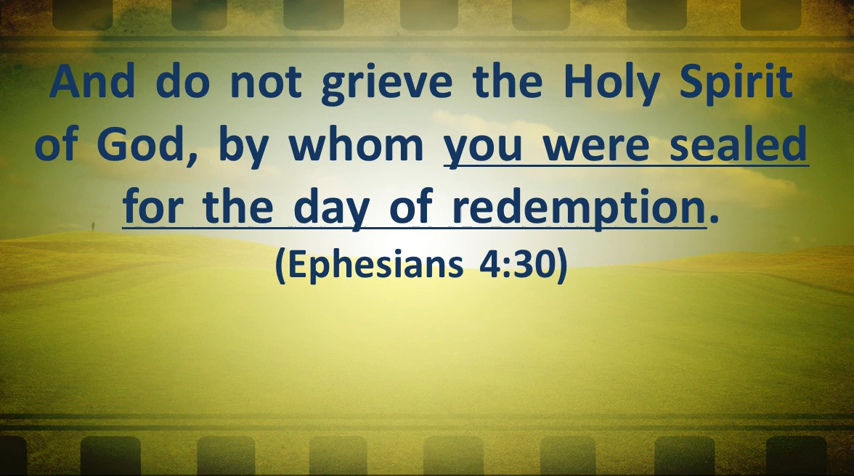 And do not grieve the Holy Spirit
of God, by whom you were sealed
for the day of redemption.
(Ephesians 4:30)